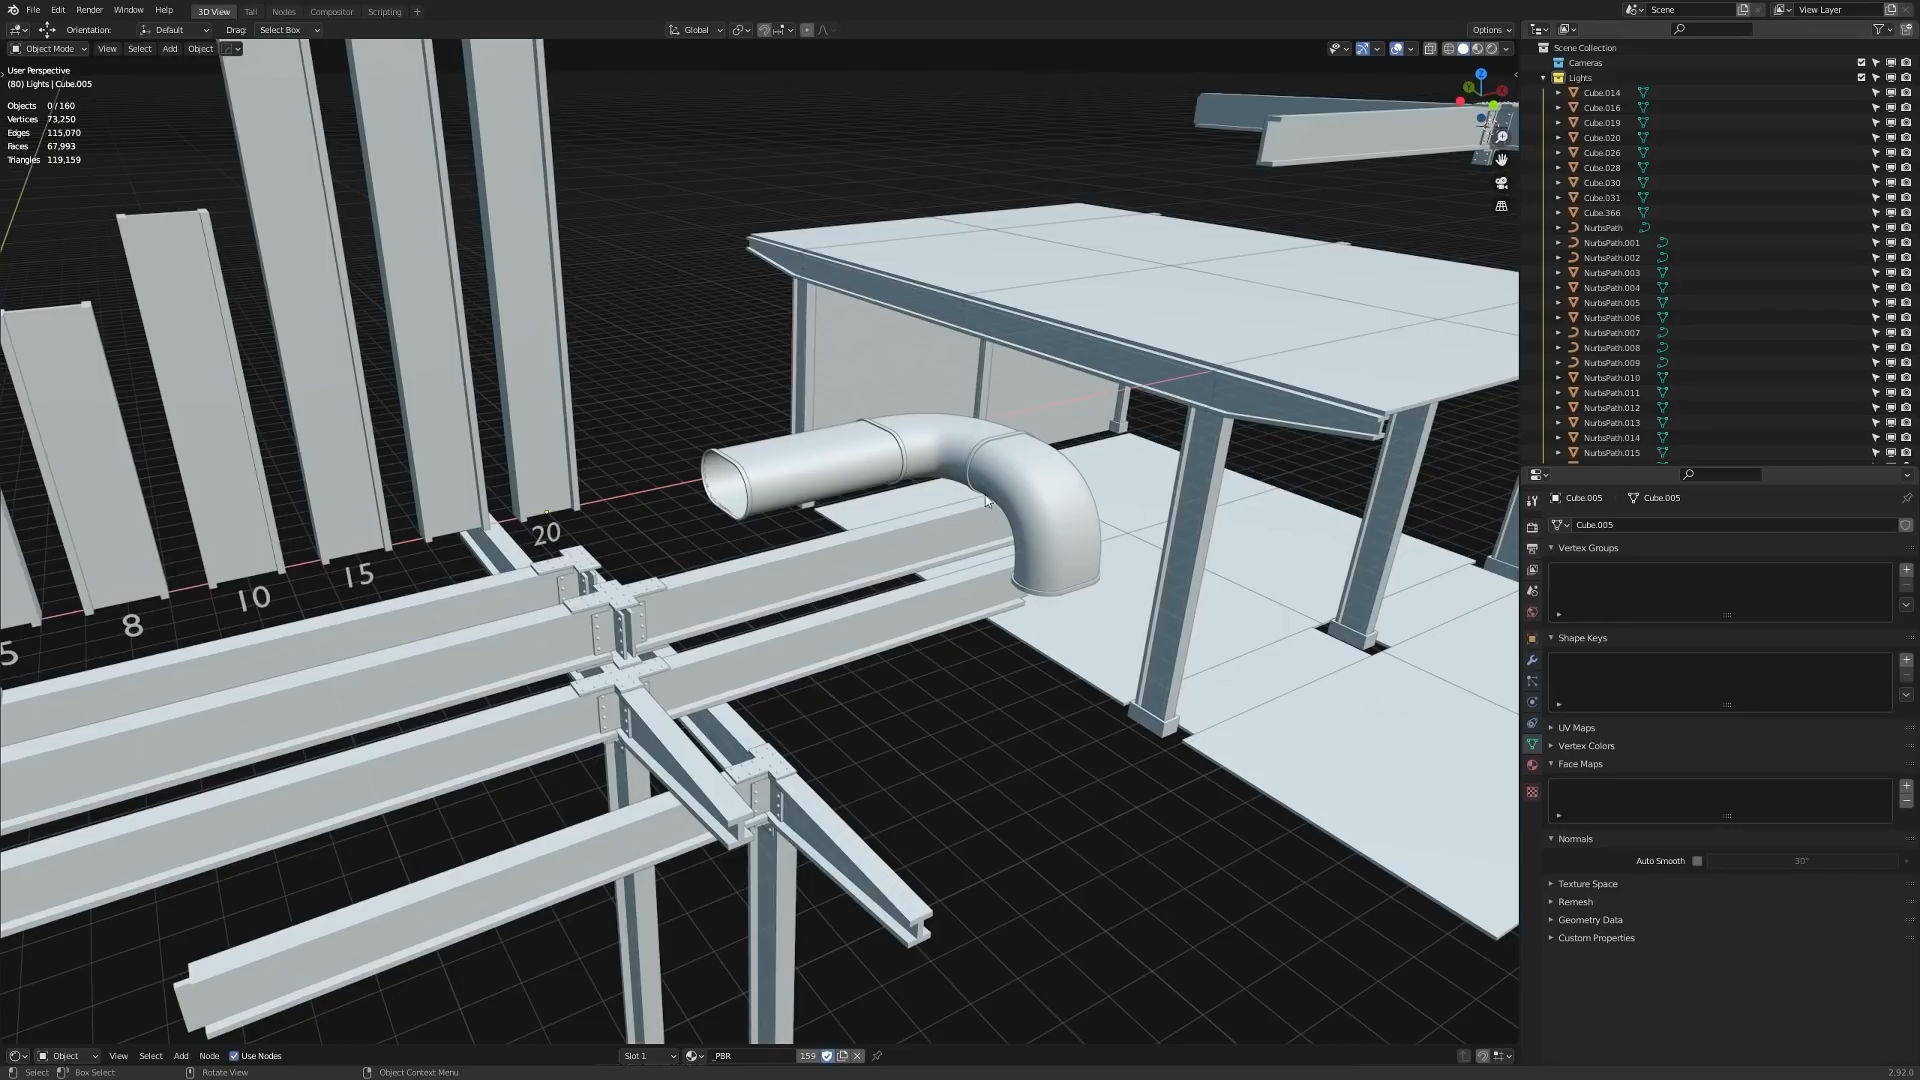 File Edit Render Window Help 3D View Tall Nodes Compositor Scripting + Scene View Layer
Orientation: Default Drag: Select Box Global Options
Object Mode View Select Add Object
User Perspective
(80) Lights | Cube.005
Objects 0/160
Vertices 73,250
Edges 115,070
Faces 67,993
Triangles 119,159
Z
Y
X
5
8
10
15
20
Scene Collection
Cameras
Lights
Cube.014
Cube.016
Cube.019
Cube.020
Cube.026
Cube.028
Cube.030
Cube.031
Cube.366
NurbsPath
NurbsPath.001
NurbsPath.002
NurbsPath.003
NurbsPath.004
NurbsPath.005
NurbsPath.006
NurbsPath.007
NurbsPath.008
NurbsPath.009
NurbsPath.010
NurbsPath.011
NurbsPath.012
NurbsPath.013
NurbsPath.014
NurbsPath.015
Cube.005 › Cube.005
Cube.005
Vertex Groups
Shape Keys
UV Maps
Vertex Colors
Face Maps
Normals
Auto Smooth 30°
Texture Space
Remesh
Geometry Data
Custom Properties
Object View Select Add Node Use Nodes Slot 1 _PBR 159
Select Box Select Rotate View Object Context Menu 2.92.0